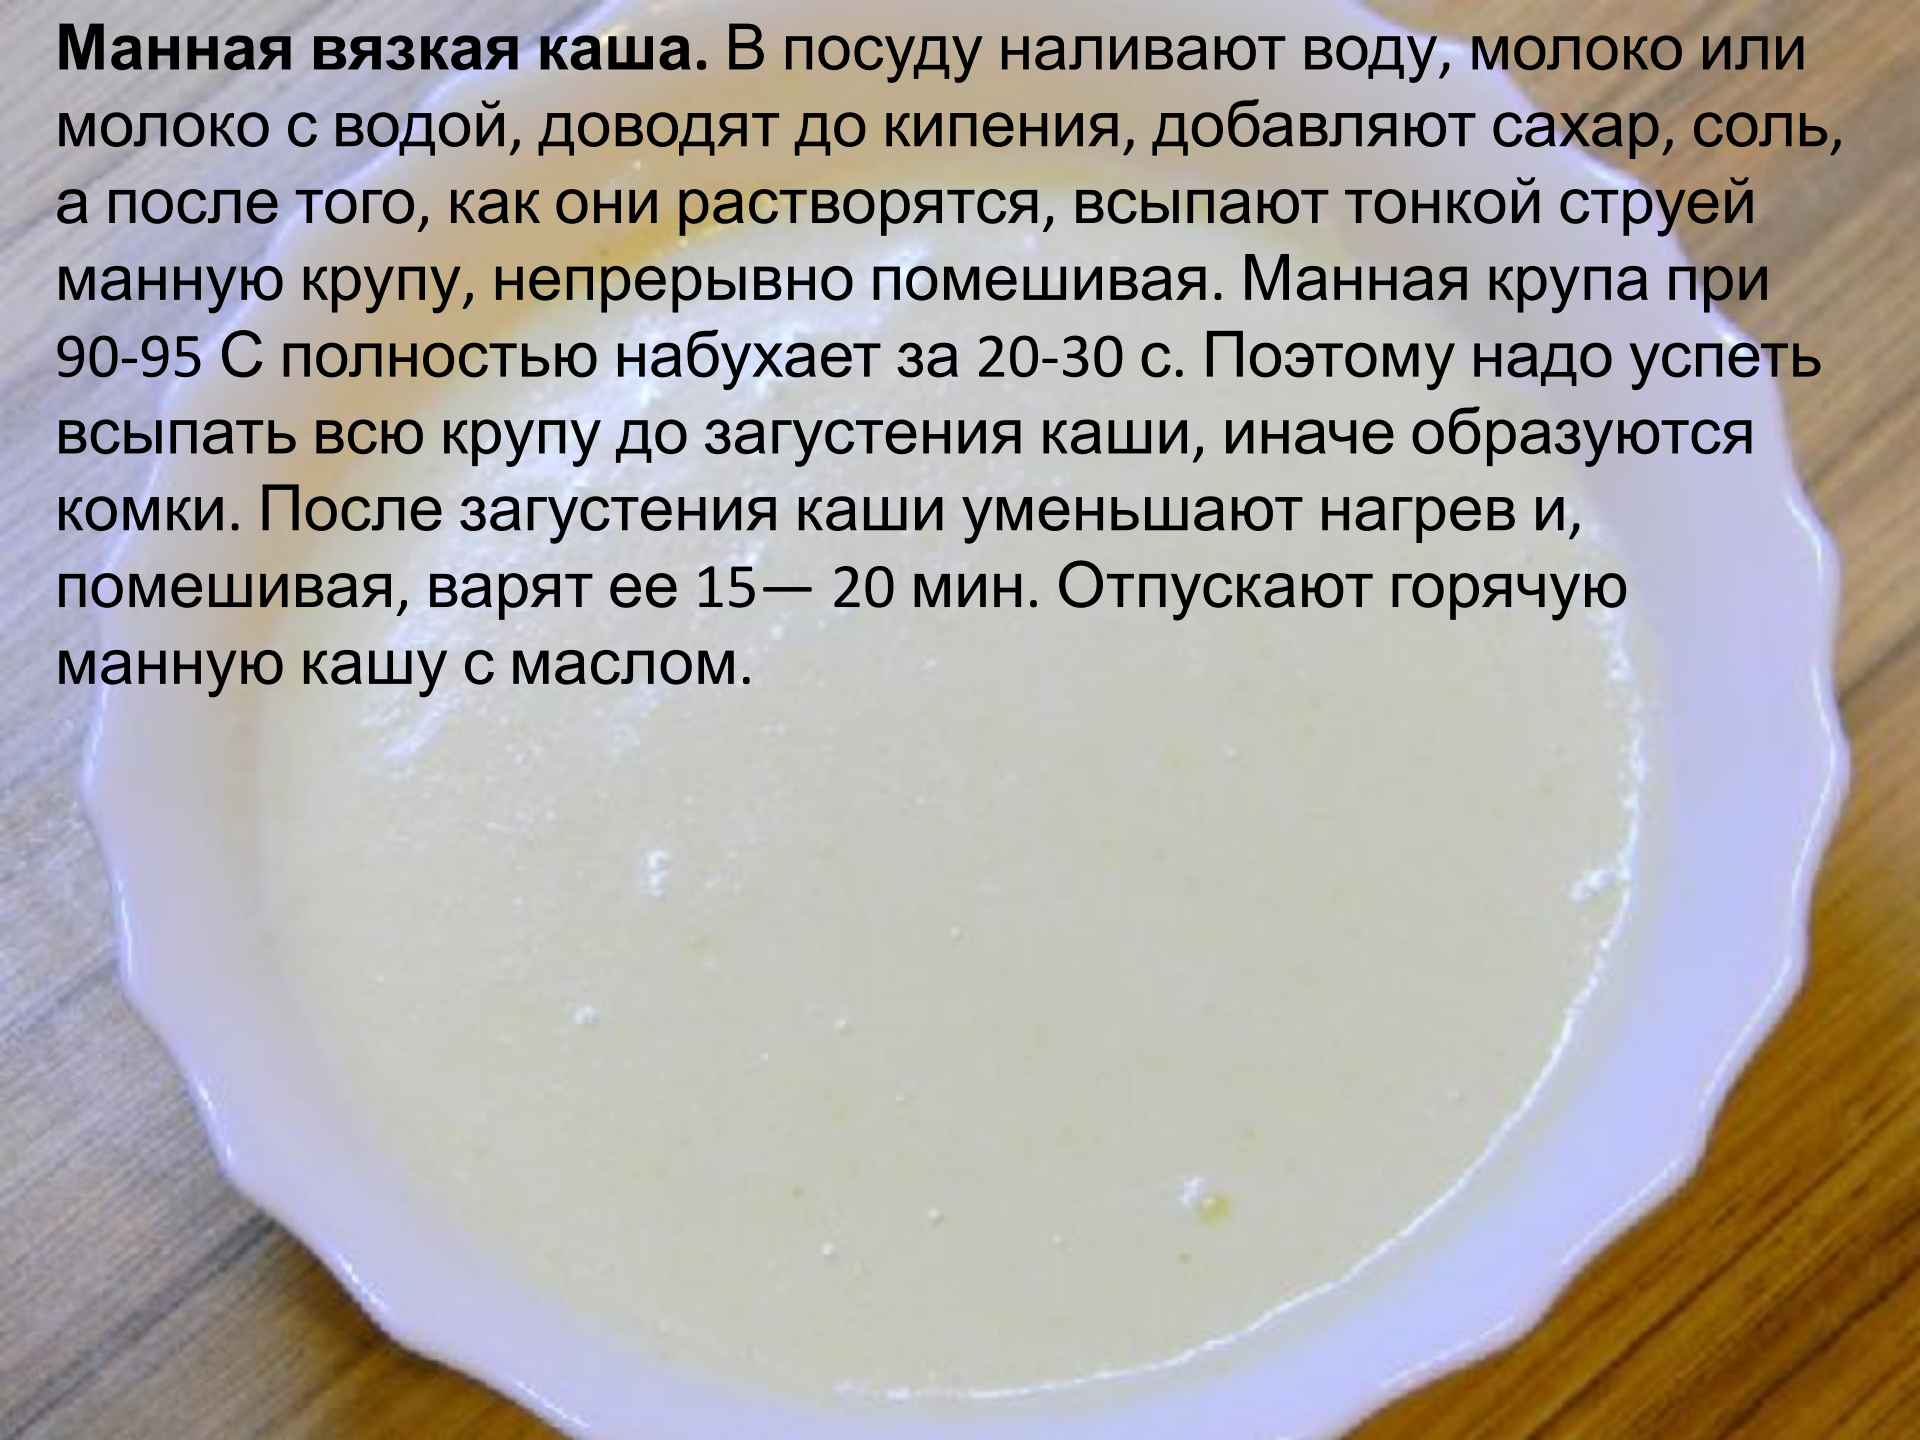 Манная вязкая каша. В посуду наливают воду, молоко или
молоко с водой, доводят до кипения, добавляют сахар, соль,
а после того, как они растворятся, всыпают тонкой струей
манную крупу, непрерывно помешивая. Манная крупа при
90-95 С полностью набухает за 20-30 с. Поэтому надо успеть
всыпать всю крупу до загустения каши, иначе образуются
комки. После загустения каши уменьшают нагрев и,
помешивая, варят ее 15— 20 мин. Отпускают горячую
манную кашу с маслом.